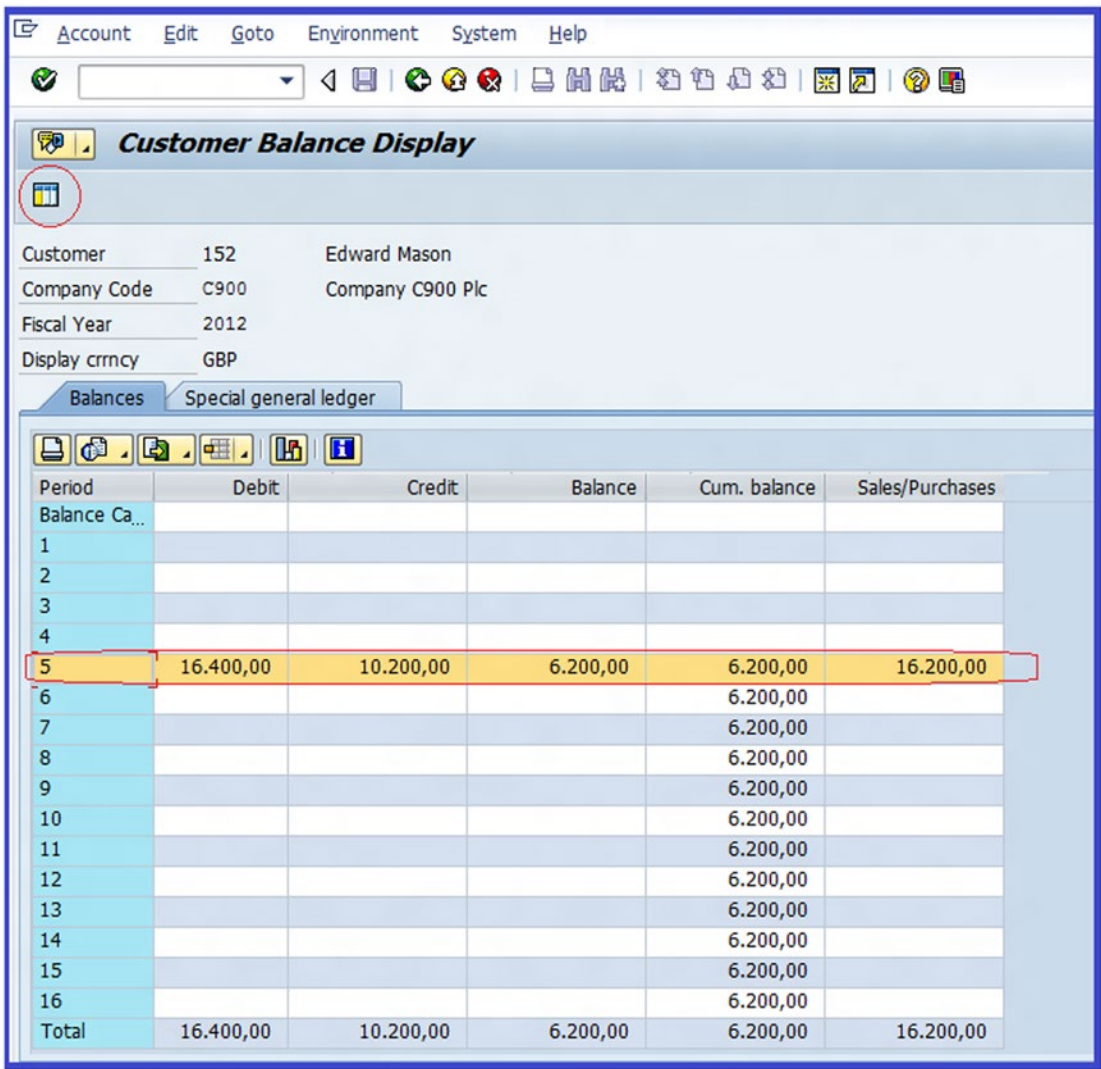 Account Edit Goto Environment System Help
Customer Balance Display
Customer 152 Edward Mason
Company Code C900 Company C900 Plc
Fiscal Year 2012
Display crrncy GBP
Balances Special general ledger
Period Debit Credit Balance Cum. balance Sales/Purchases
Balance Ca...
1
2
3
4
5 16.400,00 10.200,00 6.200,00 6.200,00 16.200,00
6 6.200,00
7 6.200,00
8 6.200,00
9 6.200,00
10 6.200,00
11 6.200,00
12 6.200,00
13 6.200,00
14 6.200,00
15 6.200,00
16 6.200,00
Total 16.400,00 10.200,00 6.200,00 6.200,00 16.200,00